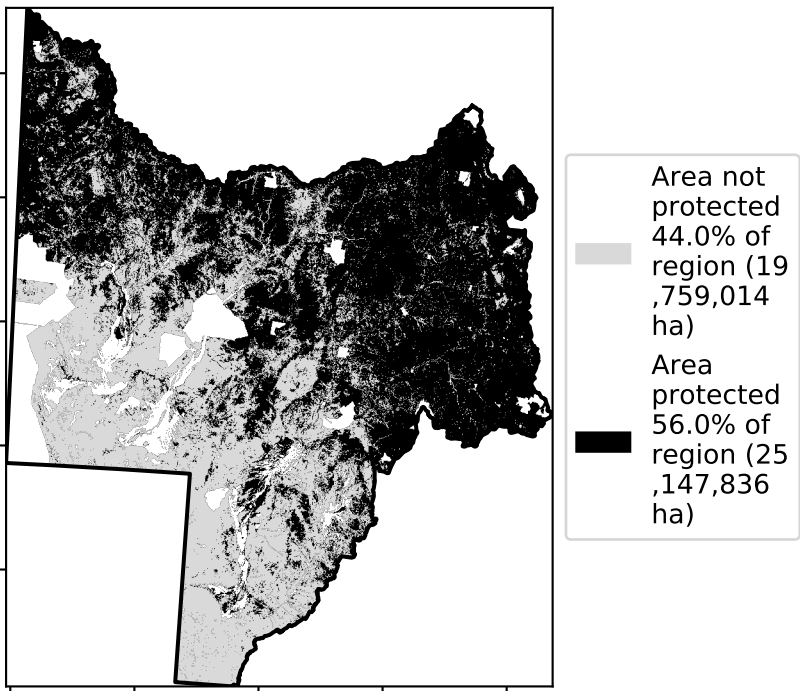 Area not
protected
44.0% of
region (19
,759,014
ha)
Area
protected
56.0% of
region (25
,147,836
ha)